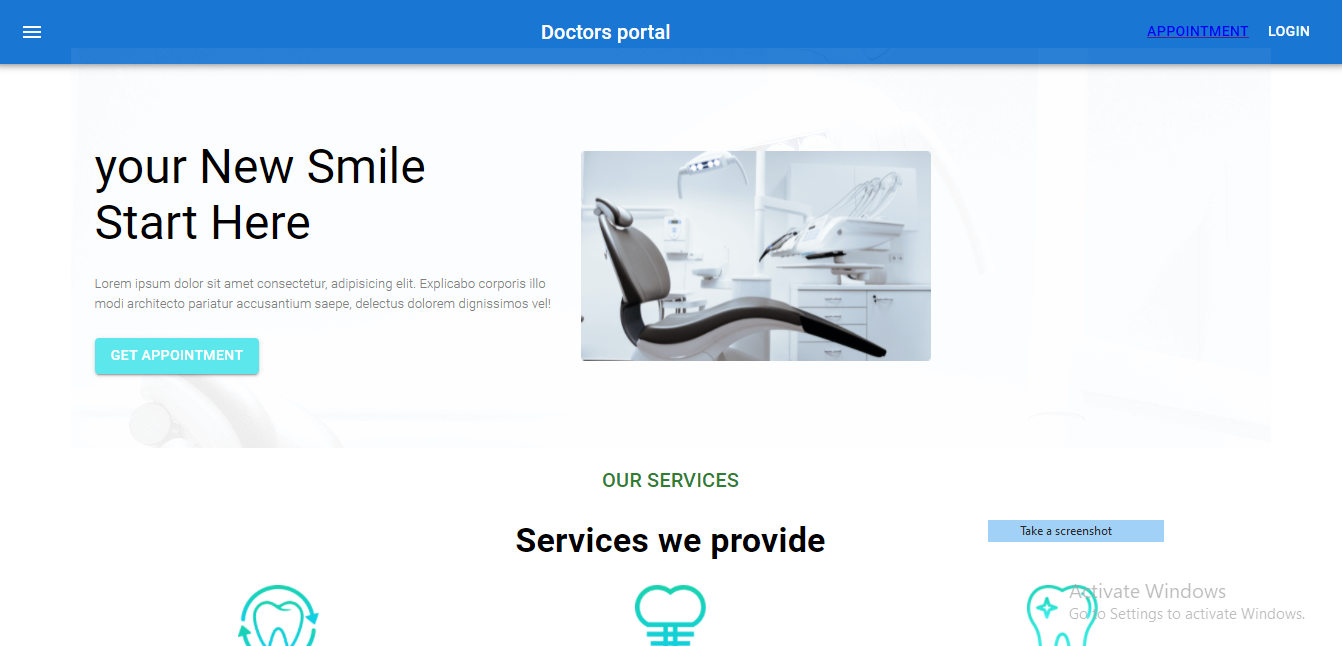 Doctors portal
APPOINTMENT
LOGIN
your New Smile
Start Here
Lorem ipsum dolor sit amet consectetur, adipisicing elit. Explicabo corporis illo
modi architecto pariatur accusantium saepe, delectus dolorem dignissimos vel!
GET APPOINTMENT
OUR SERVICES
Services we provide
Take a screenshot
Activate Windows
Go to Settings to activate Windows.